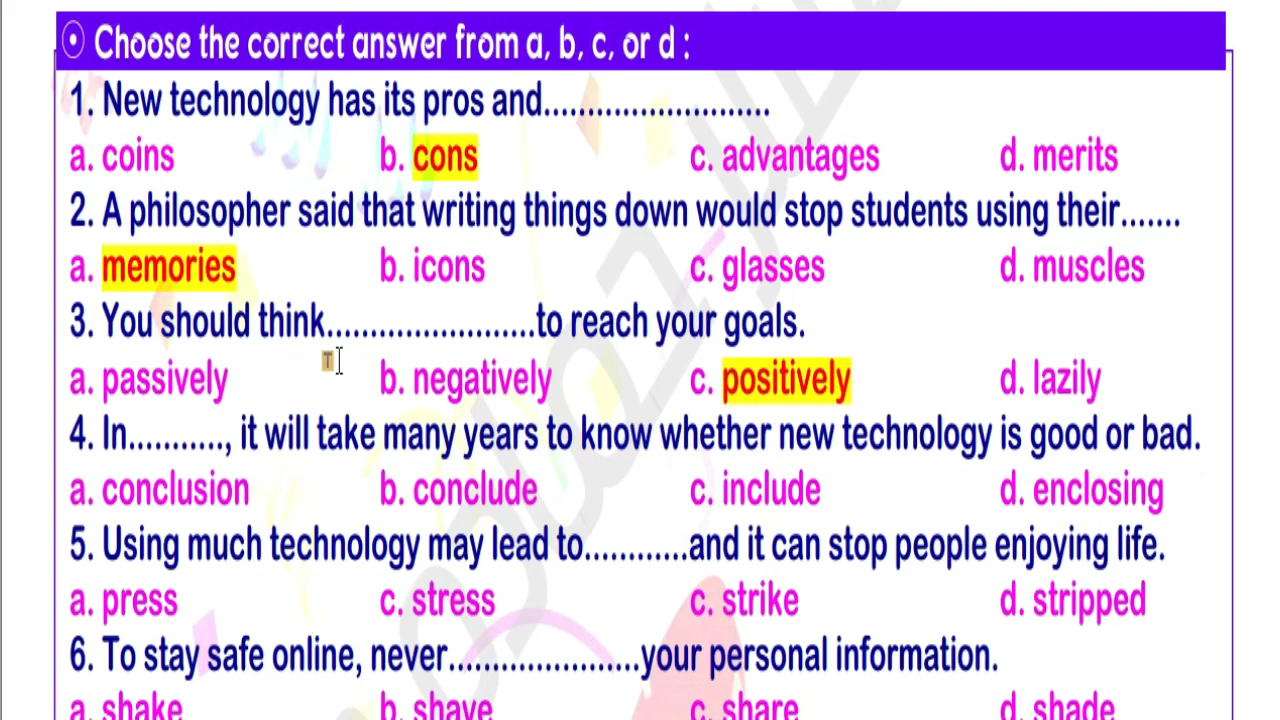 Choose the correct answer from a, b, c, or d :
1. New technology has its pros and..........................
a. coins b. cons c. advantages d. merits
2. A philosopher said that writing things down would stop students using their.......
a. memories b. icons c. glasses d. muscles
3. You should think........................to reach your goals.
a. passively b. negatively c. positively d. lazily
4. In..........., it will take many years to know whether new technology is good or bad.
a. conclusion b. conclude c. include d. enclosing
5. Using much technology may lead to............and it can stop people enjoying life.
a. press c. stress c. strike d. stripped
6. To stay safe online, never......................your personal information.
a. shake b. shave c. share d. shade